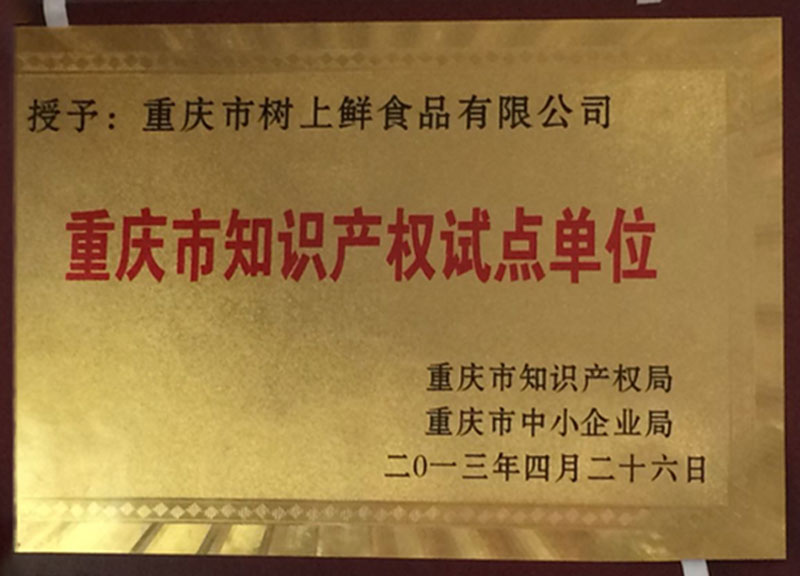 授予：重庆市树上鲜食品有限公司
重庆市知识产权试点单位
重庆市知识产权局
重庆市中小企业局
二0一三年四月二十六日